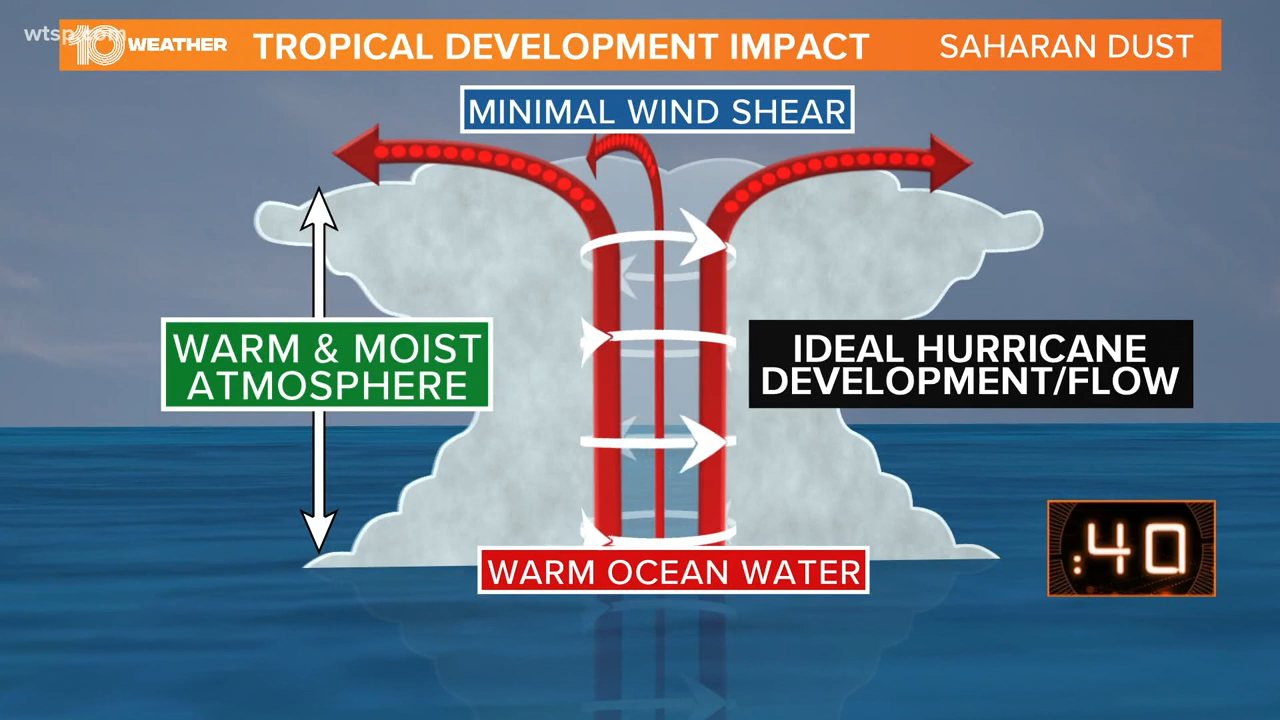 wtsp.com
10 WEATHER
TROPICAL DEVELOPMENT IMPACT
SAHARAN DUST
MINIMAL WIND SHEAR
WARM & MOIST
ATMOSPHERE
IDEAL HURRICANE
DEVELOPMENT/FLOW
WARM OCEAN WATER
:40